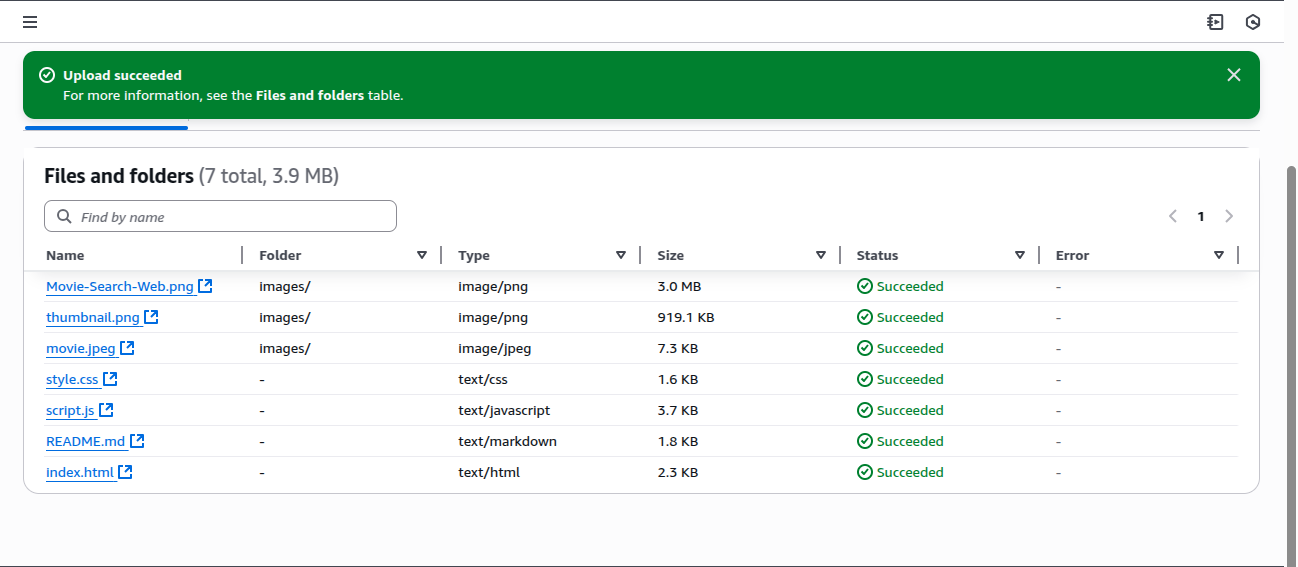 Upload succeeded
For more information, see the Files and folders table.
Files and folders (7 total, 3.9 MB)
Find by name
1
Name Folder Type Size Status Error
Movie-Search-Web.png images/ image/png 3.0 MB Succeeded -
thumbnail.png images/ image/png 919.1 KB Succeeded -
movie.jpeg images/ image/jpeg 7.3 KB Succeeded -
style.css - text/css 1.6 KB Succeeded -
script.js - text/javascript 3.7 KB Succeeded -
README.md - text/markdown 1.8 KB Succeeded -
index.html - text/html 2.3 KB Succeeded -